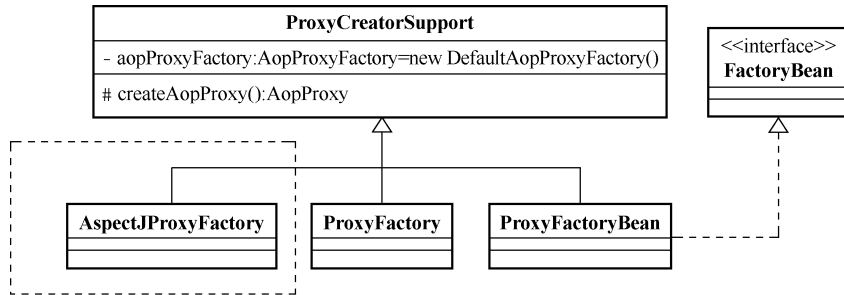 ProxyCreatorSupport
- aopProxyFactory:AopProxyFactory=new DefaultAopProxyFactory()
# createAopProxy():AopProxy
<<interface>>
FactoryBean
AspectJProxyFactory
ProxyFactory
ProxyFactoryBean